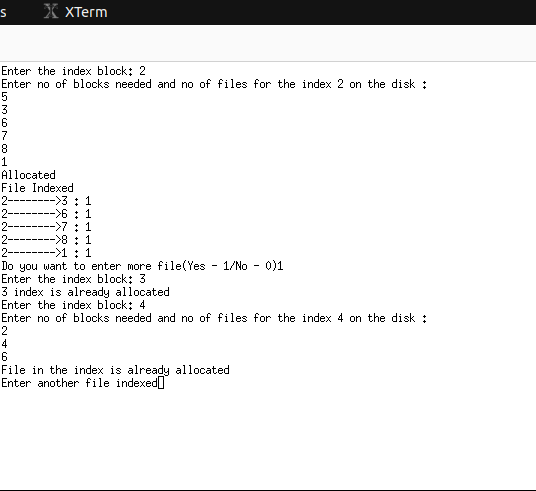 s XTerm
Enter the index block: 2
Enter no of blocks needed and no of files for the index 2 on the disk :
5
3
6
7
8
1
Allocated
File Indexed
2-------->3 : 1
2-------->6 : 1
2-------->7 : 1
2-------->8 : 1
2-------->1 : 1
Do you want to enter more file(Yes - 1/No - 0)1
Enter the index block: 3
3 index is already allocated
Enter the index block: 4
Enter no of blocks needed and no of files for the index 4 on the disk :
2
4
6
File in the index is already allocated
Enter another file indexed